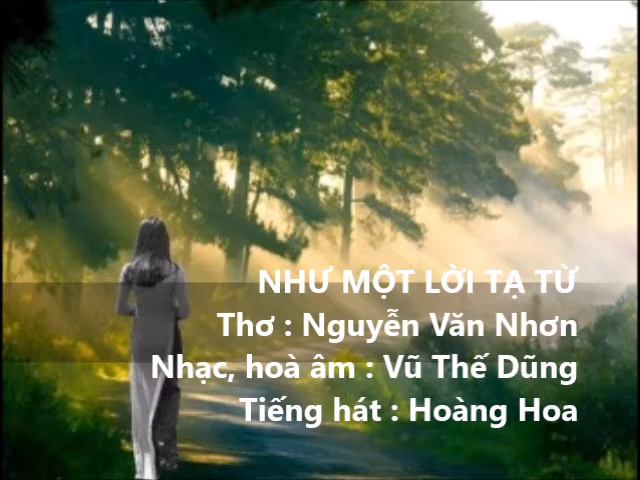 NHƯ MỘT LỜI TẠ TỪ
Thơ : Nguyễn Văn Nhơn
Nhạc, hoà âm : Vũ Thế Dũng
Tiếng hát : Hoàng Hoa